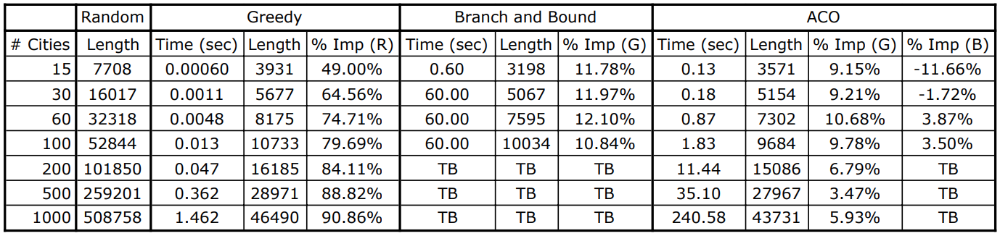 Random Greedy Branch and Bound ACO
# Cities Length Time (sec) Length % Imp (R) Time (sec) Length % Imp (G) Time (sec) Length % Imp (G) % Imp (B)
15 7708 0.00060 3931 49.00% 0.60 3198 11.78% 0.13 3571 9.15% -11.66%
30 16017 0.0011 5677 64.56% 60.00 5067 11.97% 0.18 5154 9.21% -1.72%
60 32318 0.0048 8175 74.71% 60.00 7595 12.10% 0.87 7302 10.68% 3.87%
100 52844 0.013 10733 79.69% 60.00 10034 10.84% 1.83 9684 9.78% 3.50%
200 101850 0.047 16185 84.11% TB TB TB 11.44 15086 6.79% TB
500 259201 0.362 28971 88.82% TB TB TB 35.10 27967 3.47% TB
1000 508758 1.462 46490 90.86% TB TB TB 240.58 43731 5.93% TB